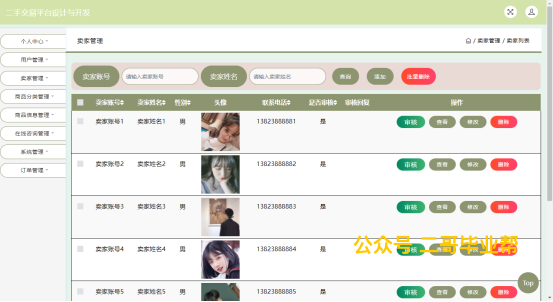 二手交易平台设计与开发
个人中心
用户管理
卖家管理
商品分类管理
商品信息管理
在线咨询管理
系统管理
订单管理
卖家管理
/ 卖家管理 / 卖家列表
卖家账号 请输入卖家账号 卖家姓名 请输入卖家姓名 查询 添加 批量删除
卖家账号 卖家姓名 性别 头像 联系电话 是否审核 审核回复 操作
卖家账号1 卖家姓名1 男 13823888881 是 审核 查看 修改 删除
卖家账号2 卖家姓名2 男 13823888882 是 审核 查看 修改 删除
卖家账号3 卖家姓名3 男 13823888883 是 审核 查看 修改 删除
卖家账号4 卖家姓名4 男 13823888884 是 审核 查看 修改 删除
公众号 二哥毕业帮
卖家账号5 卖家姓名5 男 13823888885 是 审核 查看 修改 删除
Top